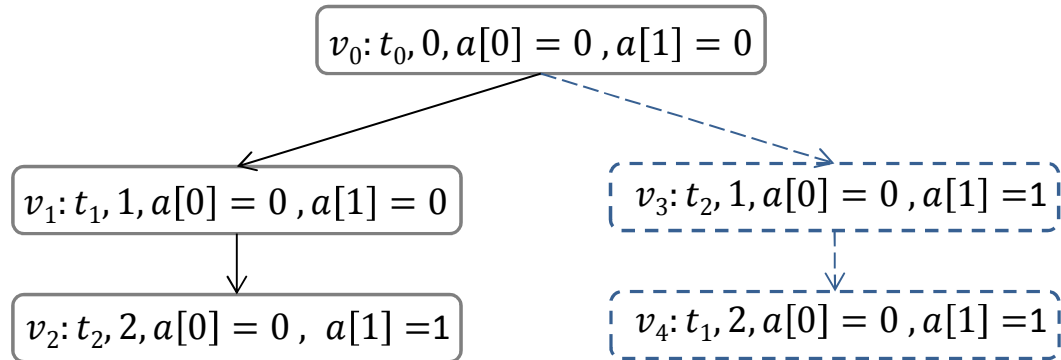 v₀: t₀, 0, a[0] = 0 , a[1] = 0
v₁: t₁, 1, a[0] = 0 , a[1] = 0
v₃: t₂, 1, a[0] = 0 , a[1] =1
v₂: t₂, 2, a[0] = 0 , a[1] =1
v₄: t₁, 2, a[0] = 0 , a[1] =1